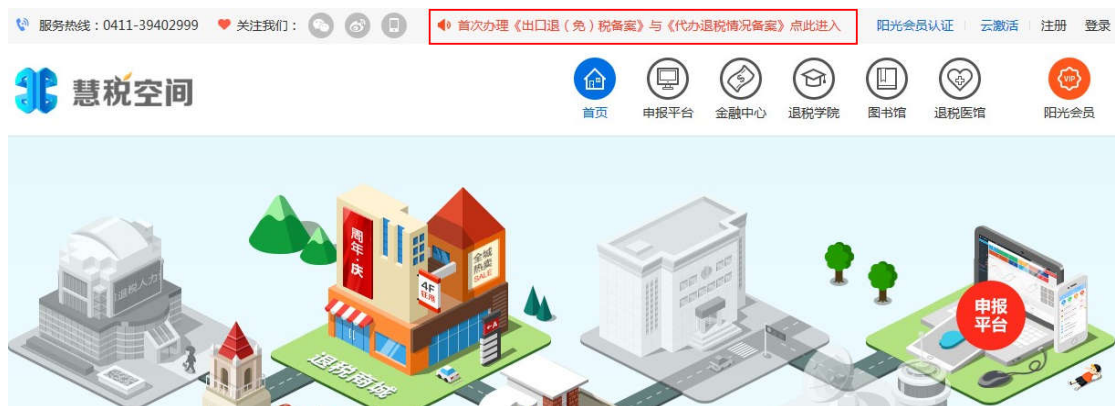 服务热线：0411-39402999 关注我们： 首次办理《出口退（免）税备案》与《代办退税情况备案》点此进入 阳光会员认证 云激活 注册 登录
慧税空间
首页 申报平台 金融中心 退税学院 图书馆 退税医馆 VIP 阳光会员
周年·庆
全城
热卖
SALE
4F
A
退税人力
申报
平台
退税商城